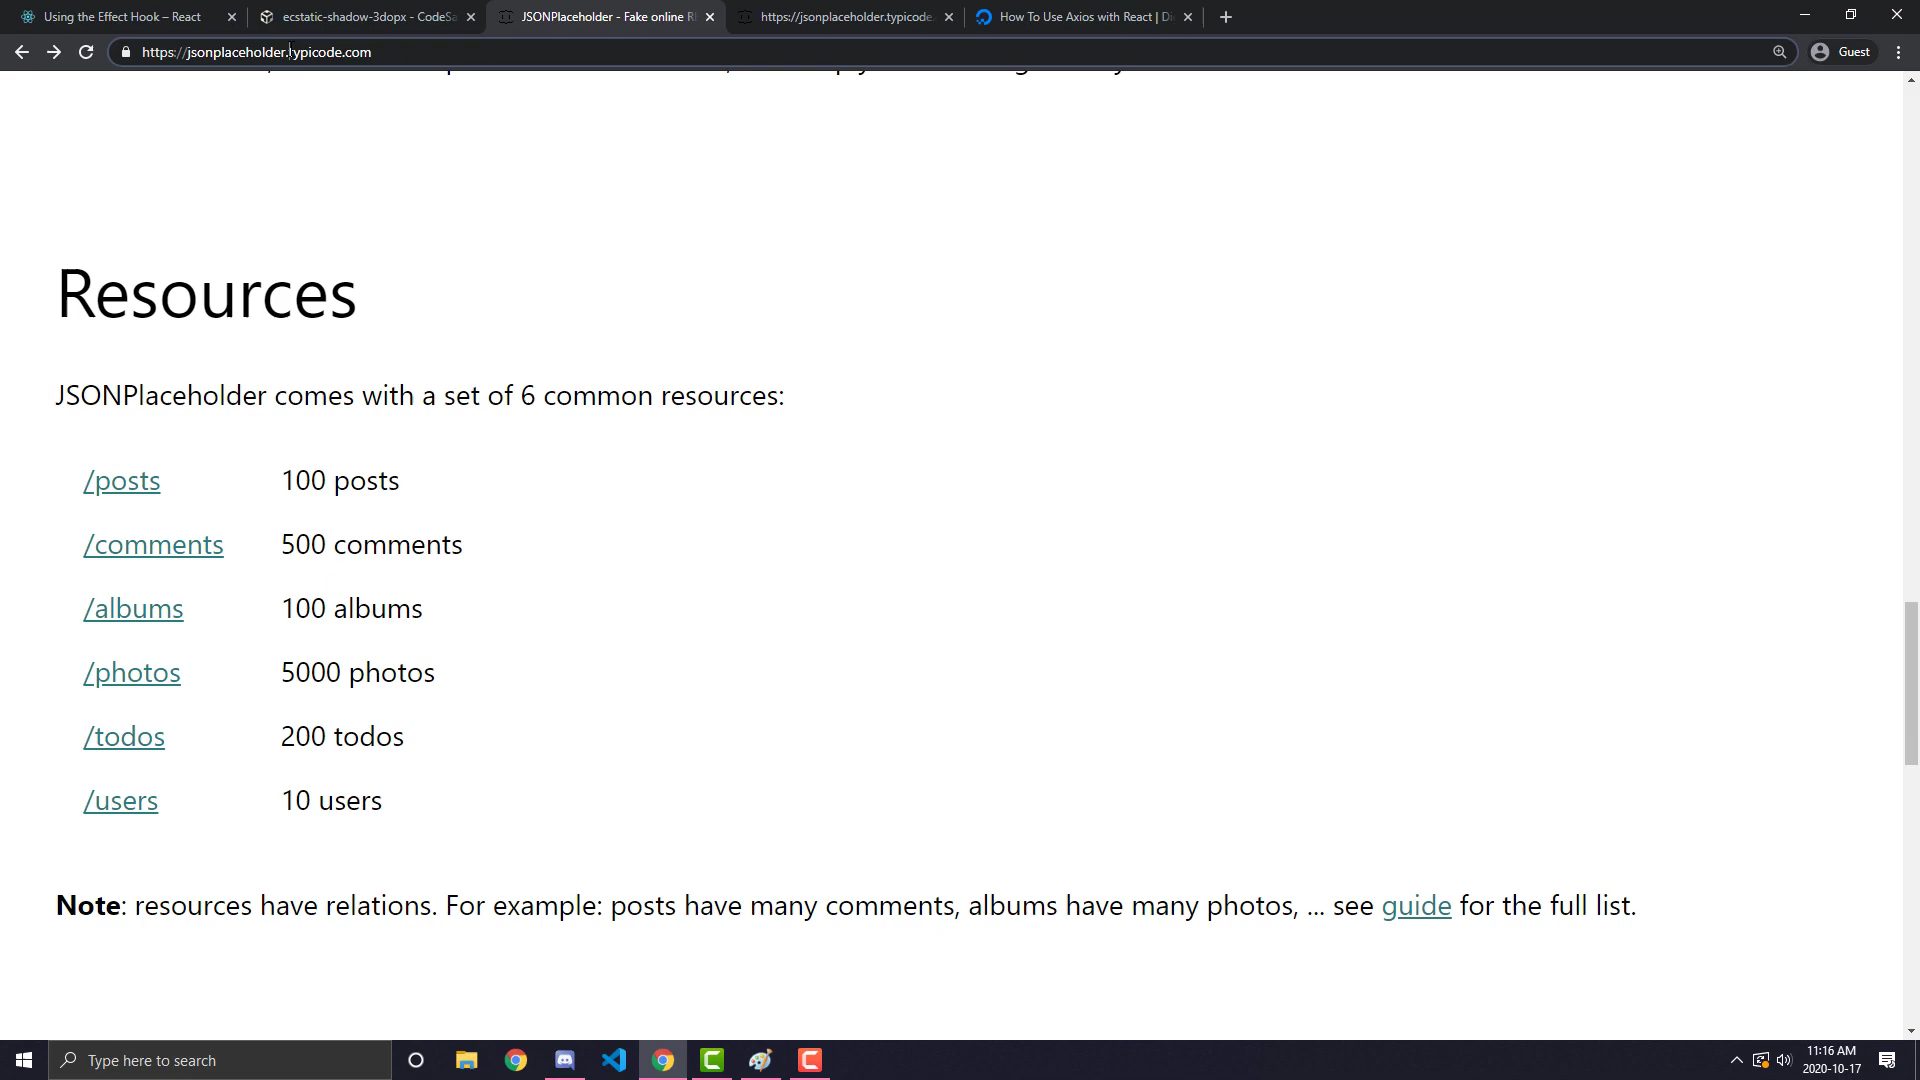 Using the Effect Hook – React
ecstatic-shadow-3dopx - CodeSa
JSONPlaceholder - Fake online R
https://jsonplaceholder.typicode.
How To Use Axios with React | Di
https://jsonplaceholder.typicode.com
Guest
Resources
JSONPlaceholder comes with a set of 6 common resources:
/posts 100 posts
/comments 500 comments
/albums 100 albums
/photos 5000 photos
/todos 200 todos
/users 10 users
Note: resources have relations. For example: posts have many comments, albums have many photos, ... see guide for the full list.
Type here to search
11:16 AM
2020-10-17